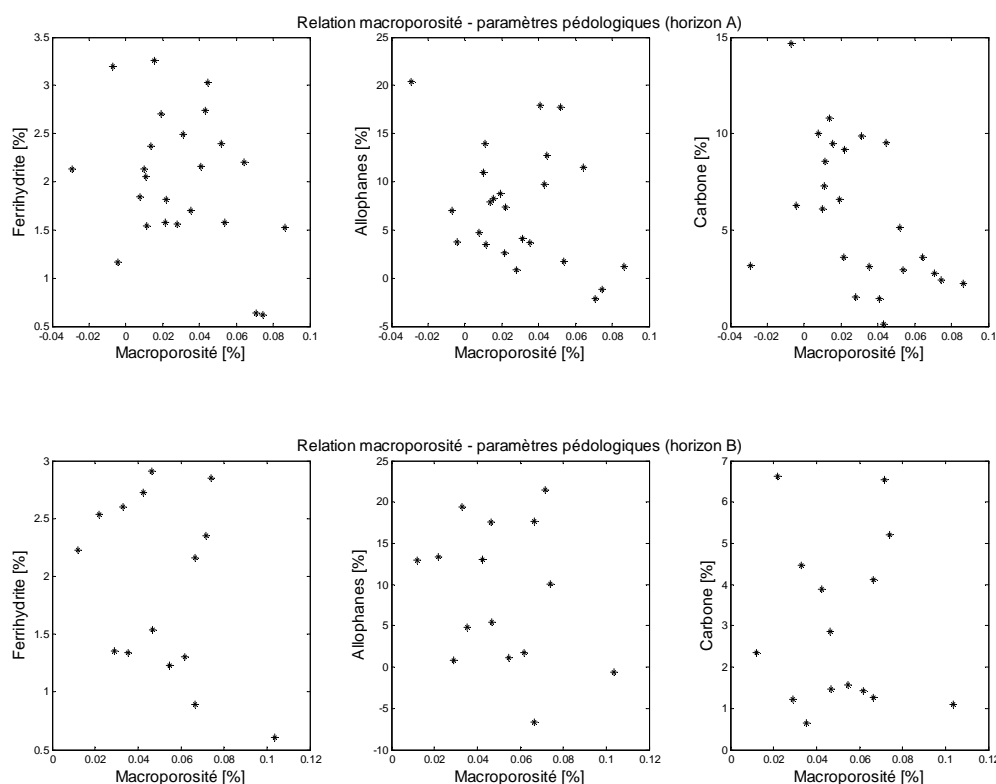 Relation macroporosité - paramètres pédologiques (horizon A)
3.5
3
2.5
2
1.5
1
0.5
Ferrihydrite [%]
-0.04 -0.02 0 0.02 0.04 0.06 0.08 0.1
Macroporosité [%]
25
20
15
10
5
0
-5
Allophanes [%]
-0.04 -0.02 0 0.02 0.04 0.06 0.08 0.1
Macroporosité [%]
15
10
5
0
Carbone [%]
-0.04 -0.02 0 0.02 0.04 0.06 0.08 0.1
Macroporosité [%]
Relation macroporosité - paramètres pédologiques (horizon B)
3
2.5
2
1.5
1
0.5
Ferrihydrite [%]
0 0.02 0.04 0.06 0.08 0.1 0.12
Macroporosité [%]
25
20
15
10
5
0
-5
-10
Allophanes [%]
0 0.02 0.04 0.06 0.08 0.1 0.12
Macroporosité [%]
7
6
5
4
3
2
1
0
Carbone [%]
0 0.02 0.04 0.06 0.08 0.1 0.12
Macroporosité [%]